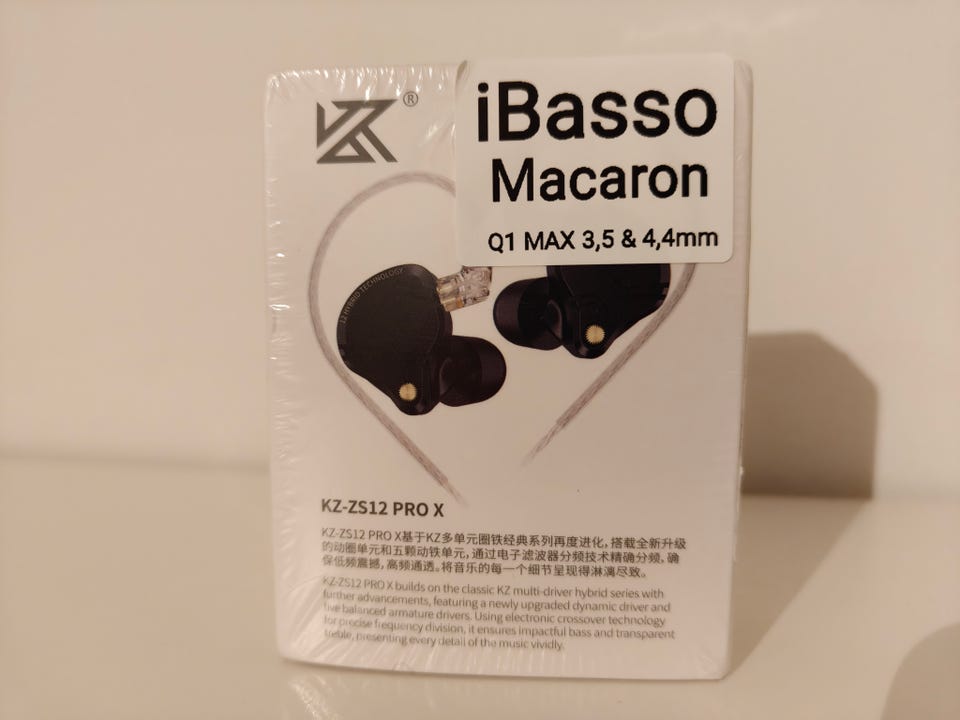 KZ®
iBasso
Macaron
Q1 MAX 3,5 & 4,4mm
12 HYBRID TECHNOLOGY
KZ-ZS12 PRO X
KZ-ZS12 PRO X基于KZ多单元圈铁经典系列再度进化，搭载全新升级
的动圈单元和五颗动铁单元，通过电子滤波器分频技术精确分频，确
保低频震撼，高频通透。将音乐的每一个细节呈现得淋漓尽致。
KZ-ZS12 PRO X builds on the classic KZ multi-driver hybrid series with
further advancements, featuring a newly upgraded dynamic driver and
five balanced armature drivers. Using electronic crossover technology
for precise frequency division, it ensures impactful bass and transparent
treble, presenting every detail of the music vividly.